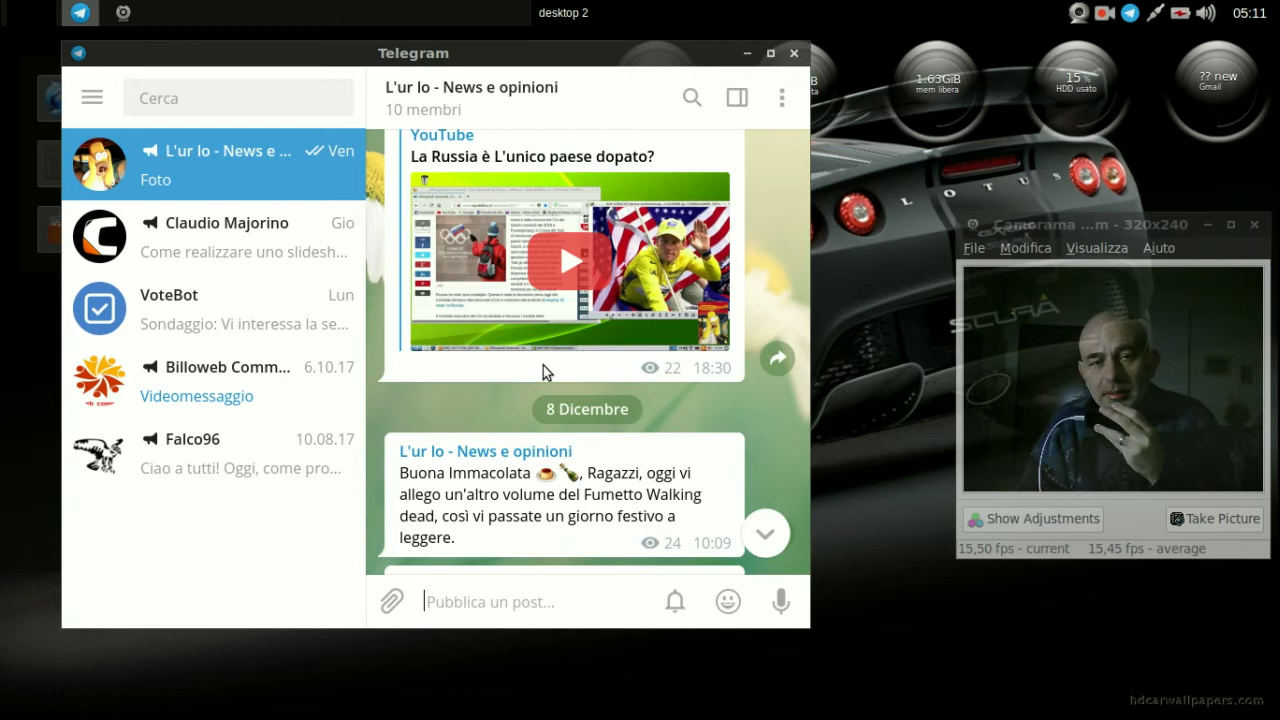 desktop 2
05:11
Telegram
Cerca
L'ur lo - News e opinioni
10 membri
L'ur lo - News e ...
Ven
Foto
Claudio Majorino
Gio
Come realizzare uno slidesh...
VoteBot
Lun
Sondaggio: Vi interessa la se...
Billoweb Comm...
6.10.17
Videomessaggio
Falco96
10.08.17
Ciao a tutti! Oggi, come pro...
YouTube
La Russia è L'unico paese dopato?
22 18:30
8 Dicembre
L'ur lo - News e opinioni
Buona Immacolata 🍮 🍾, Ragazzi, oggi vi
allego un'altro volume del Fumetto Walking
dead, così vi passate un giorno festivo a
leggere.
24 10:09
Pubblica un post...
1.63GiB
mem libera
15 %
HDD usato
?? new
Gmail
LOTUS
...m - 320x240
File Modifica Visualizza Aiuto
SCURA
Show Adjustments
Take Picture
15,50 fps - current 15,45 fps - average
hdcarwallpapers.com